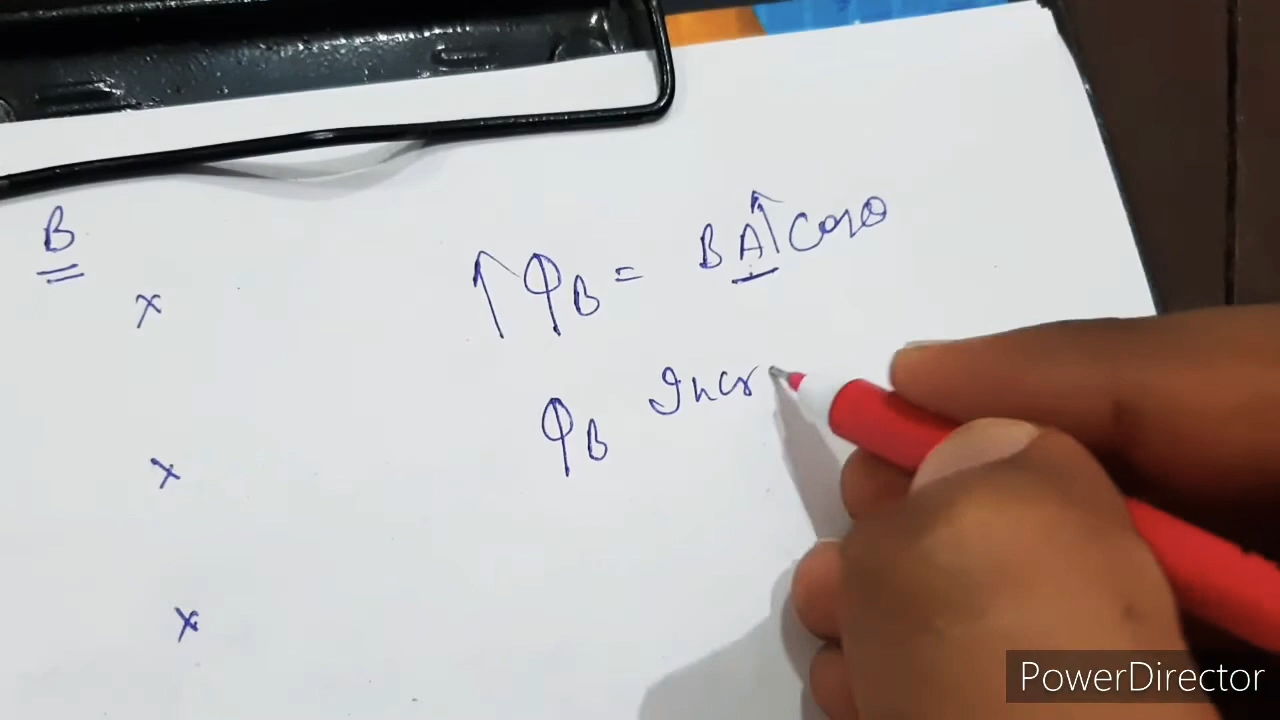 B
x
↑ φB = BA↑ Cosθ
φB Incr
x
x
PowerDirector